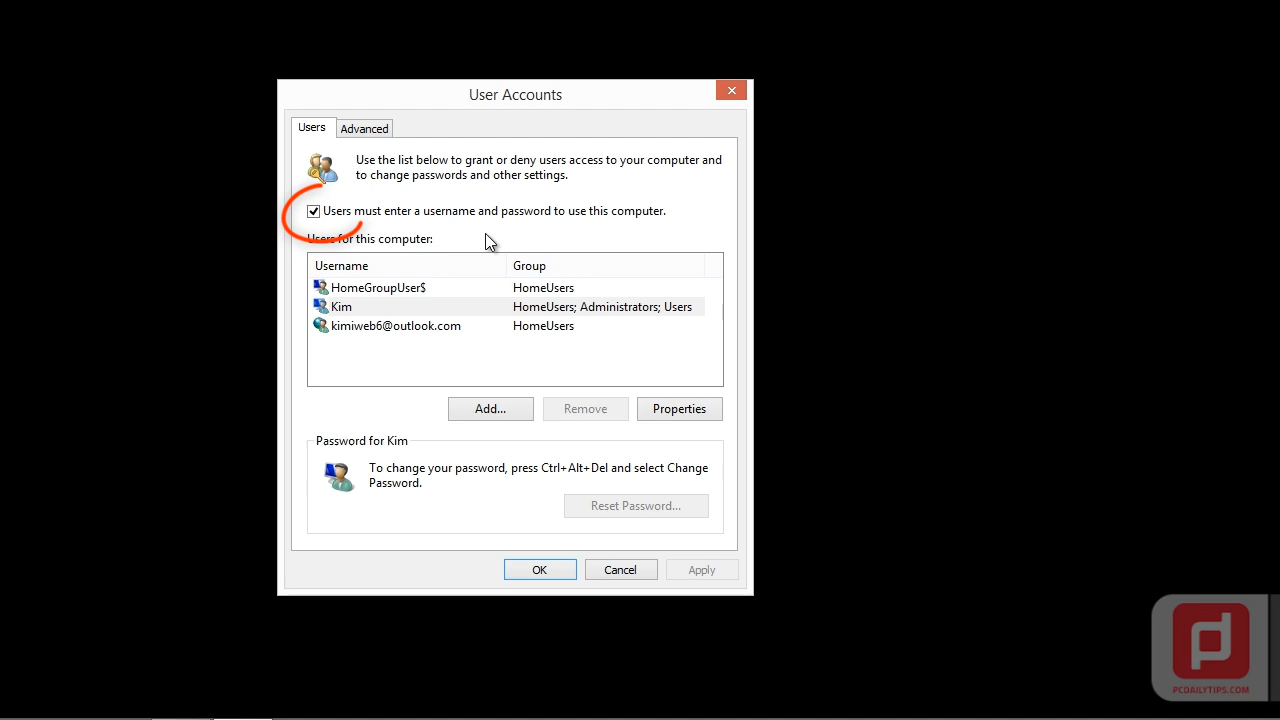 User Accounts
Users
Advanced
Use the list below to grant or deny users access to your computer and
to change passwords and other settings.
Users must enter a username and password to use this computer.
Users for this computer:
Username Group
HomeGroupUser$ HomeUsers
Kim HomeUsers; Administrators; Users
kimiweb6@outlook.com HomeUsers
Add... Remove Properties
Password for Kim
To change your password, press Ctrl+Alt+Del and select Change
Password.
Reset Password...
OK Cancel Apply
PCDAILYTIPS.COM